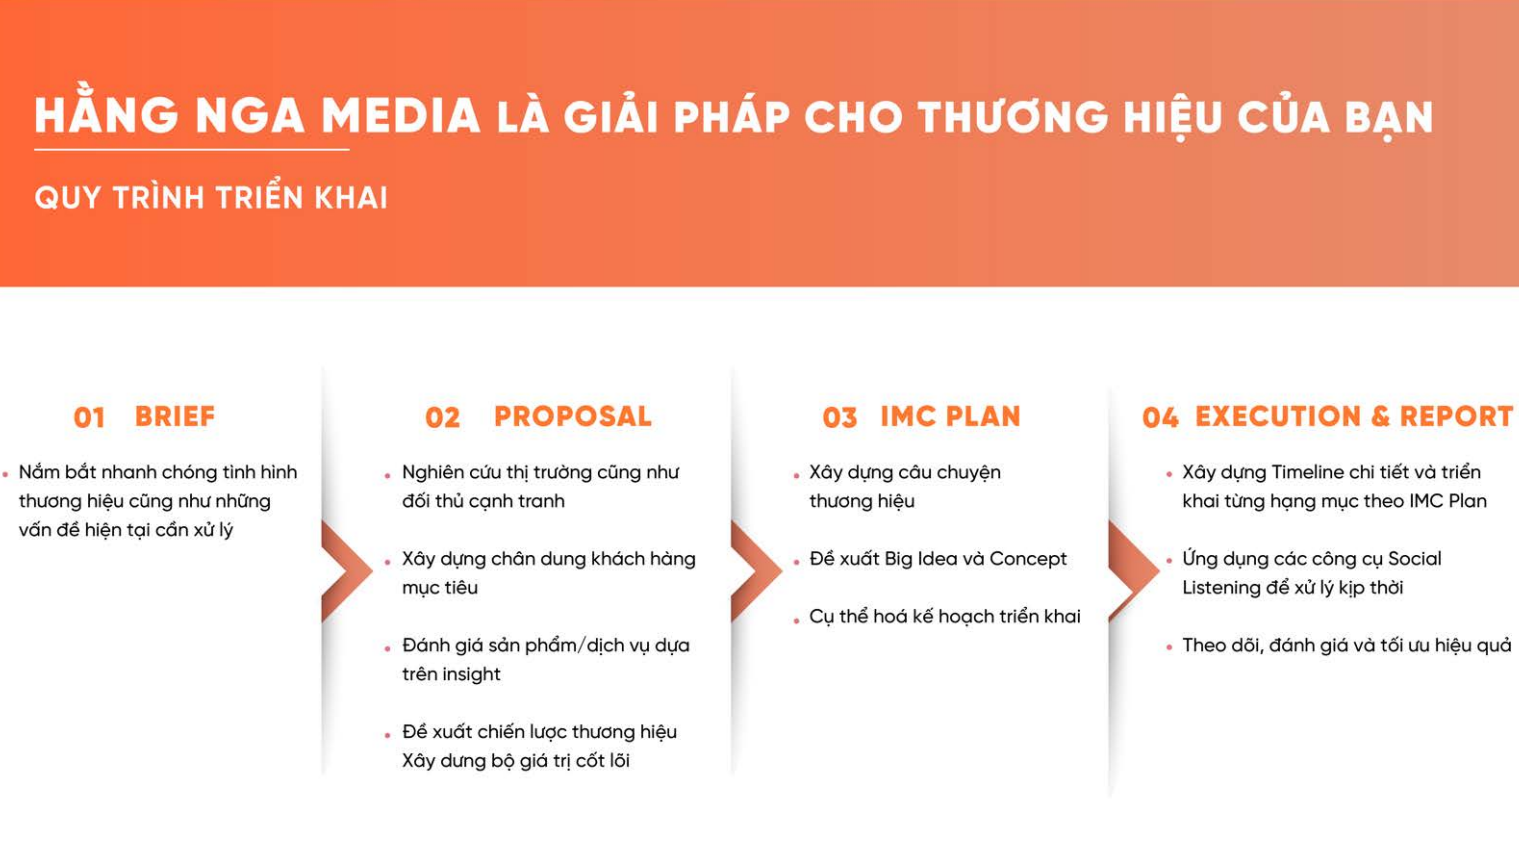 HẰNG NGA MEDIA LÀ GIẢI PHÁP CHO THƯƠNG HIỆU CỦA BẠN
QUY TRÌNH TRIỂN KHAI
01 BRIEF
• Nắm bắt nhanh chóng tình hình
thương hiệu cũng như những
vấn đề hiện tại cần xử lý
02 PROPOSAL
• Nghiên cứu thị trường cũng như
đối thủ cạnh tranh
• Xây dựng chân dung khách hàng
mục tiêu
• Đánh giá sản phẩm/dịch vụ dựa
trên insight
• Đề xuất chiến lược thương hiệu
Xây dưng bộ giá trị cốt lõi
03 IMC PLAN
• Xây dựng câu chuyện
thương hiệu
• Đề xuất Big Idea và Concept
• Cụ thể hoá kế hoạch triển khai
04 EXECUTION & REPORT
• Xây dựng Timeline chi tiết và triển
khai từng hạng mục theo IMC Plan
• Ứng dụng các công cụ Social
Listening để xử lý kịp thời
• Theo dõi, đánh giá và tối ưu hiệu quả